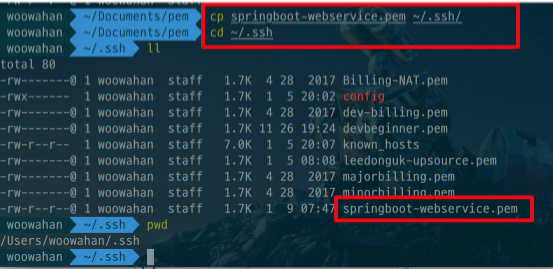 woowahan ~/Documents/pem cp springboot-webservice.pem ~/.ssh/
woowahan ~/Documents/pem cd ~/.ssh
woowahan ~/.ssh ll
total 80
-rw-------@ 1 woowahan staff 1.7K 4 28 2017 Billing-NAT.pem
-rwx------ 1 woowahan staff 1.7K 1 5 20:02 config
-rw-------@ 1 woowahan staff 1.7K 4 28 2017 dev-billing.pem
-rw-------@ 1 woowahan staff 1.7K 11 26 19:24 devbeginner.pem
-rw-r--r-- 1 woowahan staff 7.0K 1 5 20:07 known_hosts
-rw-------@ 1 woowahan staff 1.7K 1 5 08:08 leedonguk-upsource.pem
-rw-------@ 1 woowahan staff 1.7K 4 28 2017 majorbilling.pem
-rw-------@ 1 woowahan staff 1.7K 4 28 2017 minorbilling.pem
-rw-r--r--@ 1 woowahan staff 1.7K 1 9 07:47 springboot-webservice.pem
woowahan ~/.ssh pwd
/Users/woowahan/.ssh
woowahan ~/.ssh